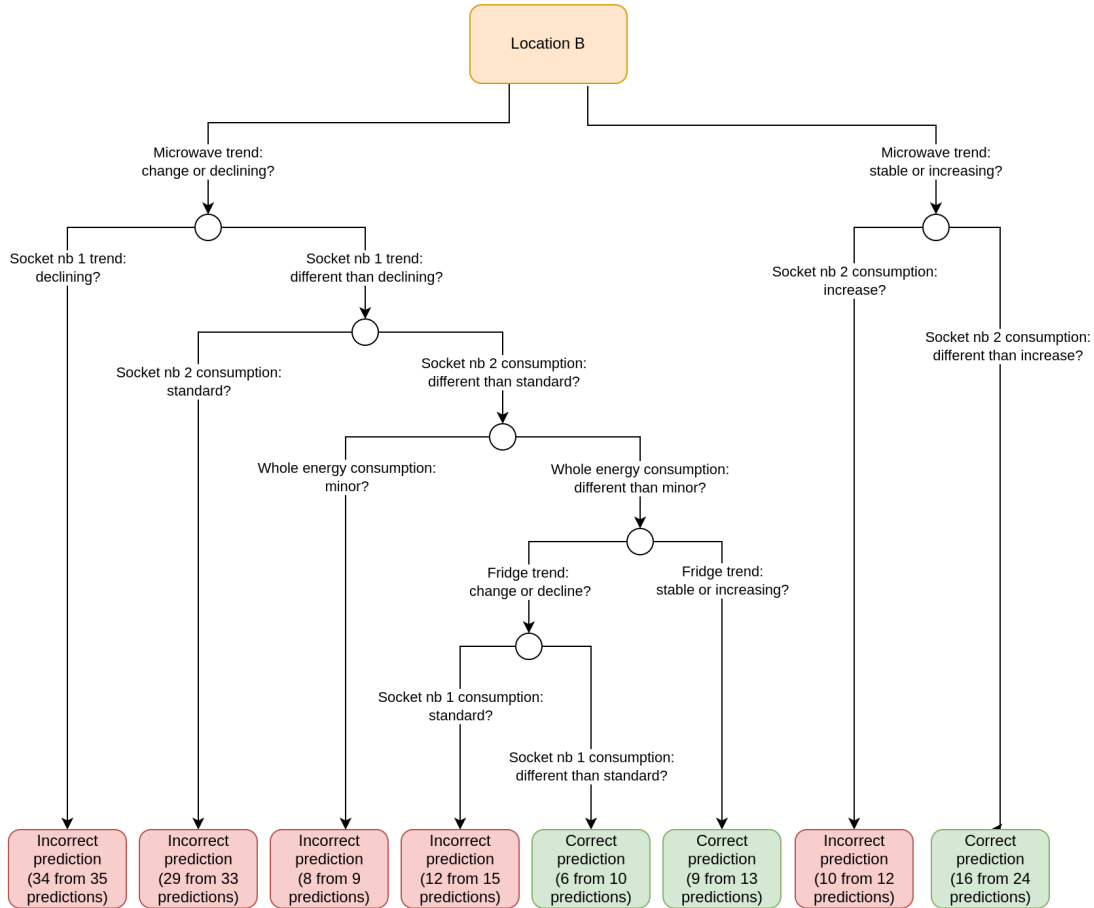 Location B
Microwave trend:
change or declining?
Microwave trend:
stable or increasing?
Socket nb 1 trend:
declining?
Socket nb 1 trend:
different than declining?
Socket nb 2 consumption:
increase?
Socket nb 2 consumption:
different than increase?
Socket nb 2 consumption:
standard?
Socket nb 2 consumption:
different than standard?
Whole energy consumption:
minor?
Whole energy consumption:
different than minor?
Fridge trend:
change or decline?
Fridge trend:
stable or increasing?
Socket nb 1 consumption:
standard?
Socket nb 1 consumption:
different than standard?
Incorrect
prediction
(34 from 35
predictions)
Incorrect
prediction
(29 from 33
predictions)
Incorrect
prediction
(8 from 9
predictions)
Incorrect
prediction
(12 from 15
predictions)
Correct
prediction
(6 from 10
predictions)
Correct
prediction
(9 from 13
predictions)
Incorrect
prediction
(10 from 12
predictions)
Correct
prediction
(16 from 24
predictions)